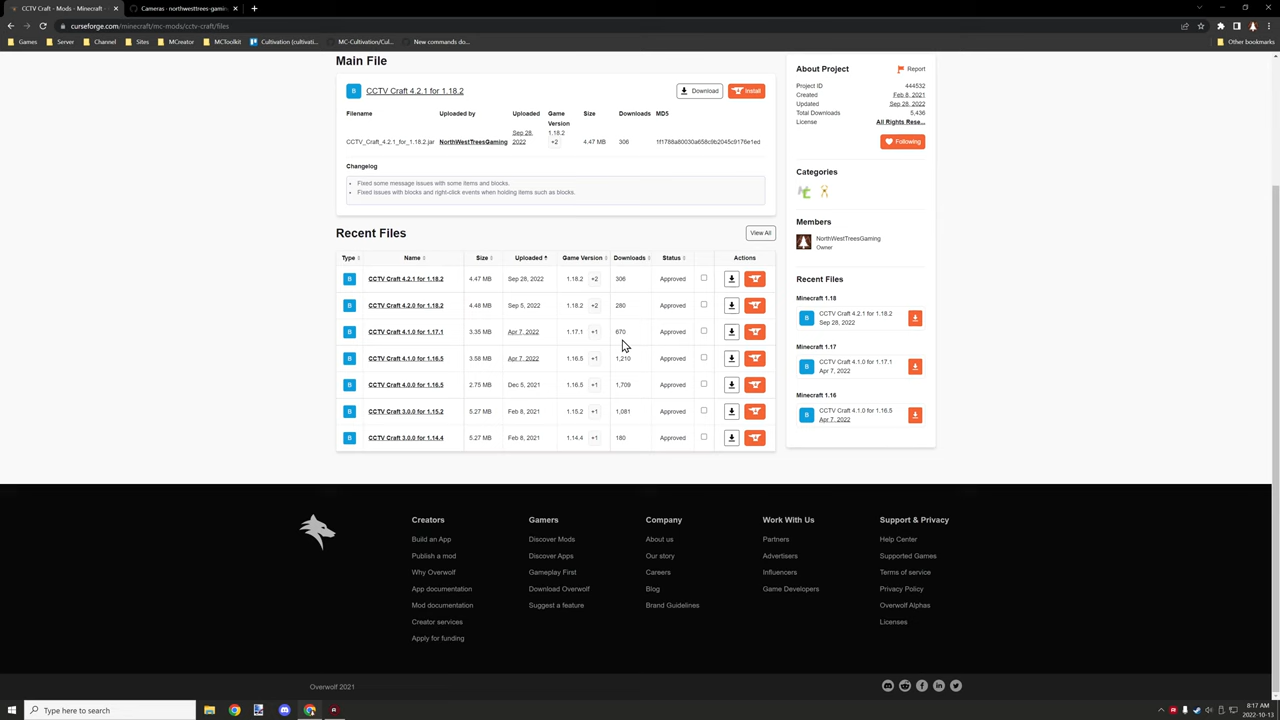 CCTV Craft - Mods - Minecraft
Cameras - northwesttrees-gami
curseforge.com/minecraft/mc-mods/cctv-craft/files
Games
Server
Channel
Sites
MCreator
MCToolkit
Cultivation (cultivati...
MC-Cultivation/Cul...
New commands do...
Other bookmarks
Main File
B
CCTV Craft 4.2.1 for 1.18.2
Download
Install
Filename Uploaded by Uploaded Game Version Size Downloads MD5
CCTV_Craft_4.2.1_for_1.18.2.jar NorthWestTreesGaming Sep 28, 2022 1.18.2 +2 4.47 MB 306 1f1788a80030a658c9b2045c9176e1ed
Changelog
Fixed some message issues with some items and blocks.
Fixed issues with blocks and right-click events when holding items such as blocks.
Recent Files
View All
Type Name Size Uploaded Game Version Downloads Status Actions
B CCTV Craft 4.2.1 for 1.18.2 4.47 MB Sep 28, 2022 1.18.2 +2 306 Approved
B CCTV Craft 4.2.0 for 1.18.2 4.48 MB Sep 5, 2022 1.18.2 +2 280 Approved
B CCTV Craft 4.1.0 for 1.17.1 3.35 MB Apr 7, 2022 1.17.1 +1 670 Approved
B CCTV Craft 4.1.0 for 1.16.5 3.58 MB Apr 7, 2022 1.16.5 +1 1,210 Approved
B CCTV Craft 4.0.0 for 1.16.5 2.75 MB Dec 5, 2021 1.16.5 +1 1,709 Approved
B CCTV Craft 3.0.0 for 1.15.2 5.27 MB Feb 8, 2021 1.15.2 +1 1,081 Approved
B CCTV Craft 3.0.0 for 1.14.4 5.27 MB Feb 8, 2021 1.14.4 +1 180 Approved
About Project
Report
Project ID 444532
Created Feb 8, 2021
Updated Sep 28, 2022
Total Downloads 5,436
License All Rights Rese...
Following
Categories
Members
NorthWestTreesGaming
Owner
Recent Files
Minecraft 1.18
B
CCTV Craft 4.2.1 for 1.18.2
Sep 28, 2022
Minecraft 1.17
B
CCTV Craft 4.1.0 for 1.17.1
Apr 7, 2022
Minecraft 1.16
B
CCTV Craft 4.1.0 for 1.16.5
Apr 7, 2022
Creators
Build an App
Publish a mod
Why Overwolf
App documentation
Mod documentation
Creator services
Apply for funding
Gamers
Discover Mods
Discover Apps
Gameplay First
Download Overwolf
Suggest a feature
Company
About us
Our story
Careers
Blog
Brand Guidelines
Work With Us
Partners
Advertisers
Influencers
Game Developers
Support & Privacy
Help Center
Supported Games
Terms of service
Privacy Policy
Overwolf Alphas
Licenses
Overwolf 2021
Type here to search
8:17 AM
2022-10-13